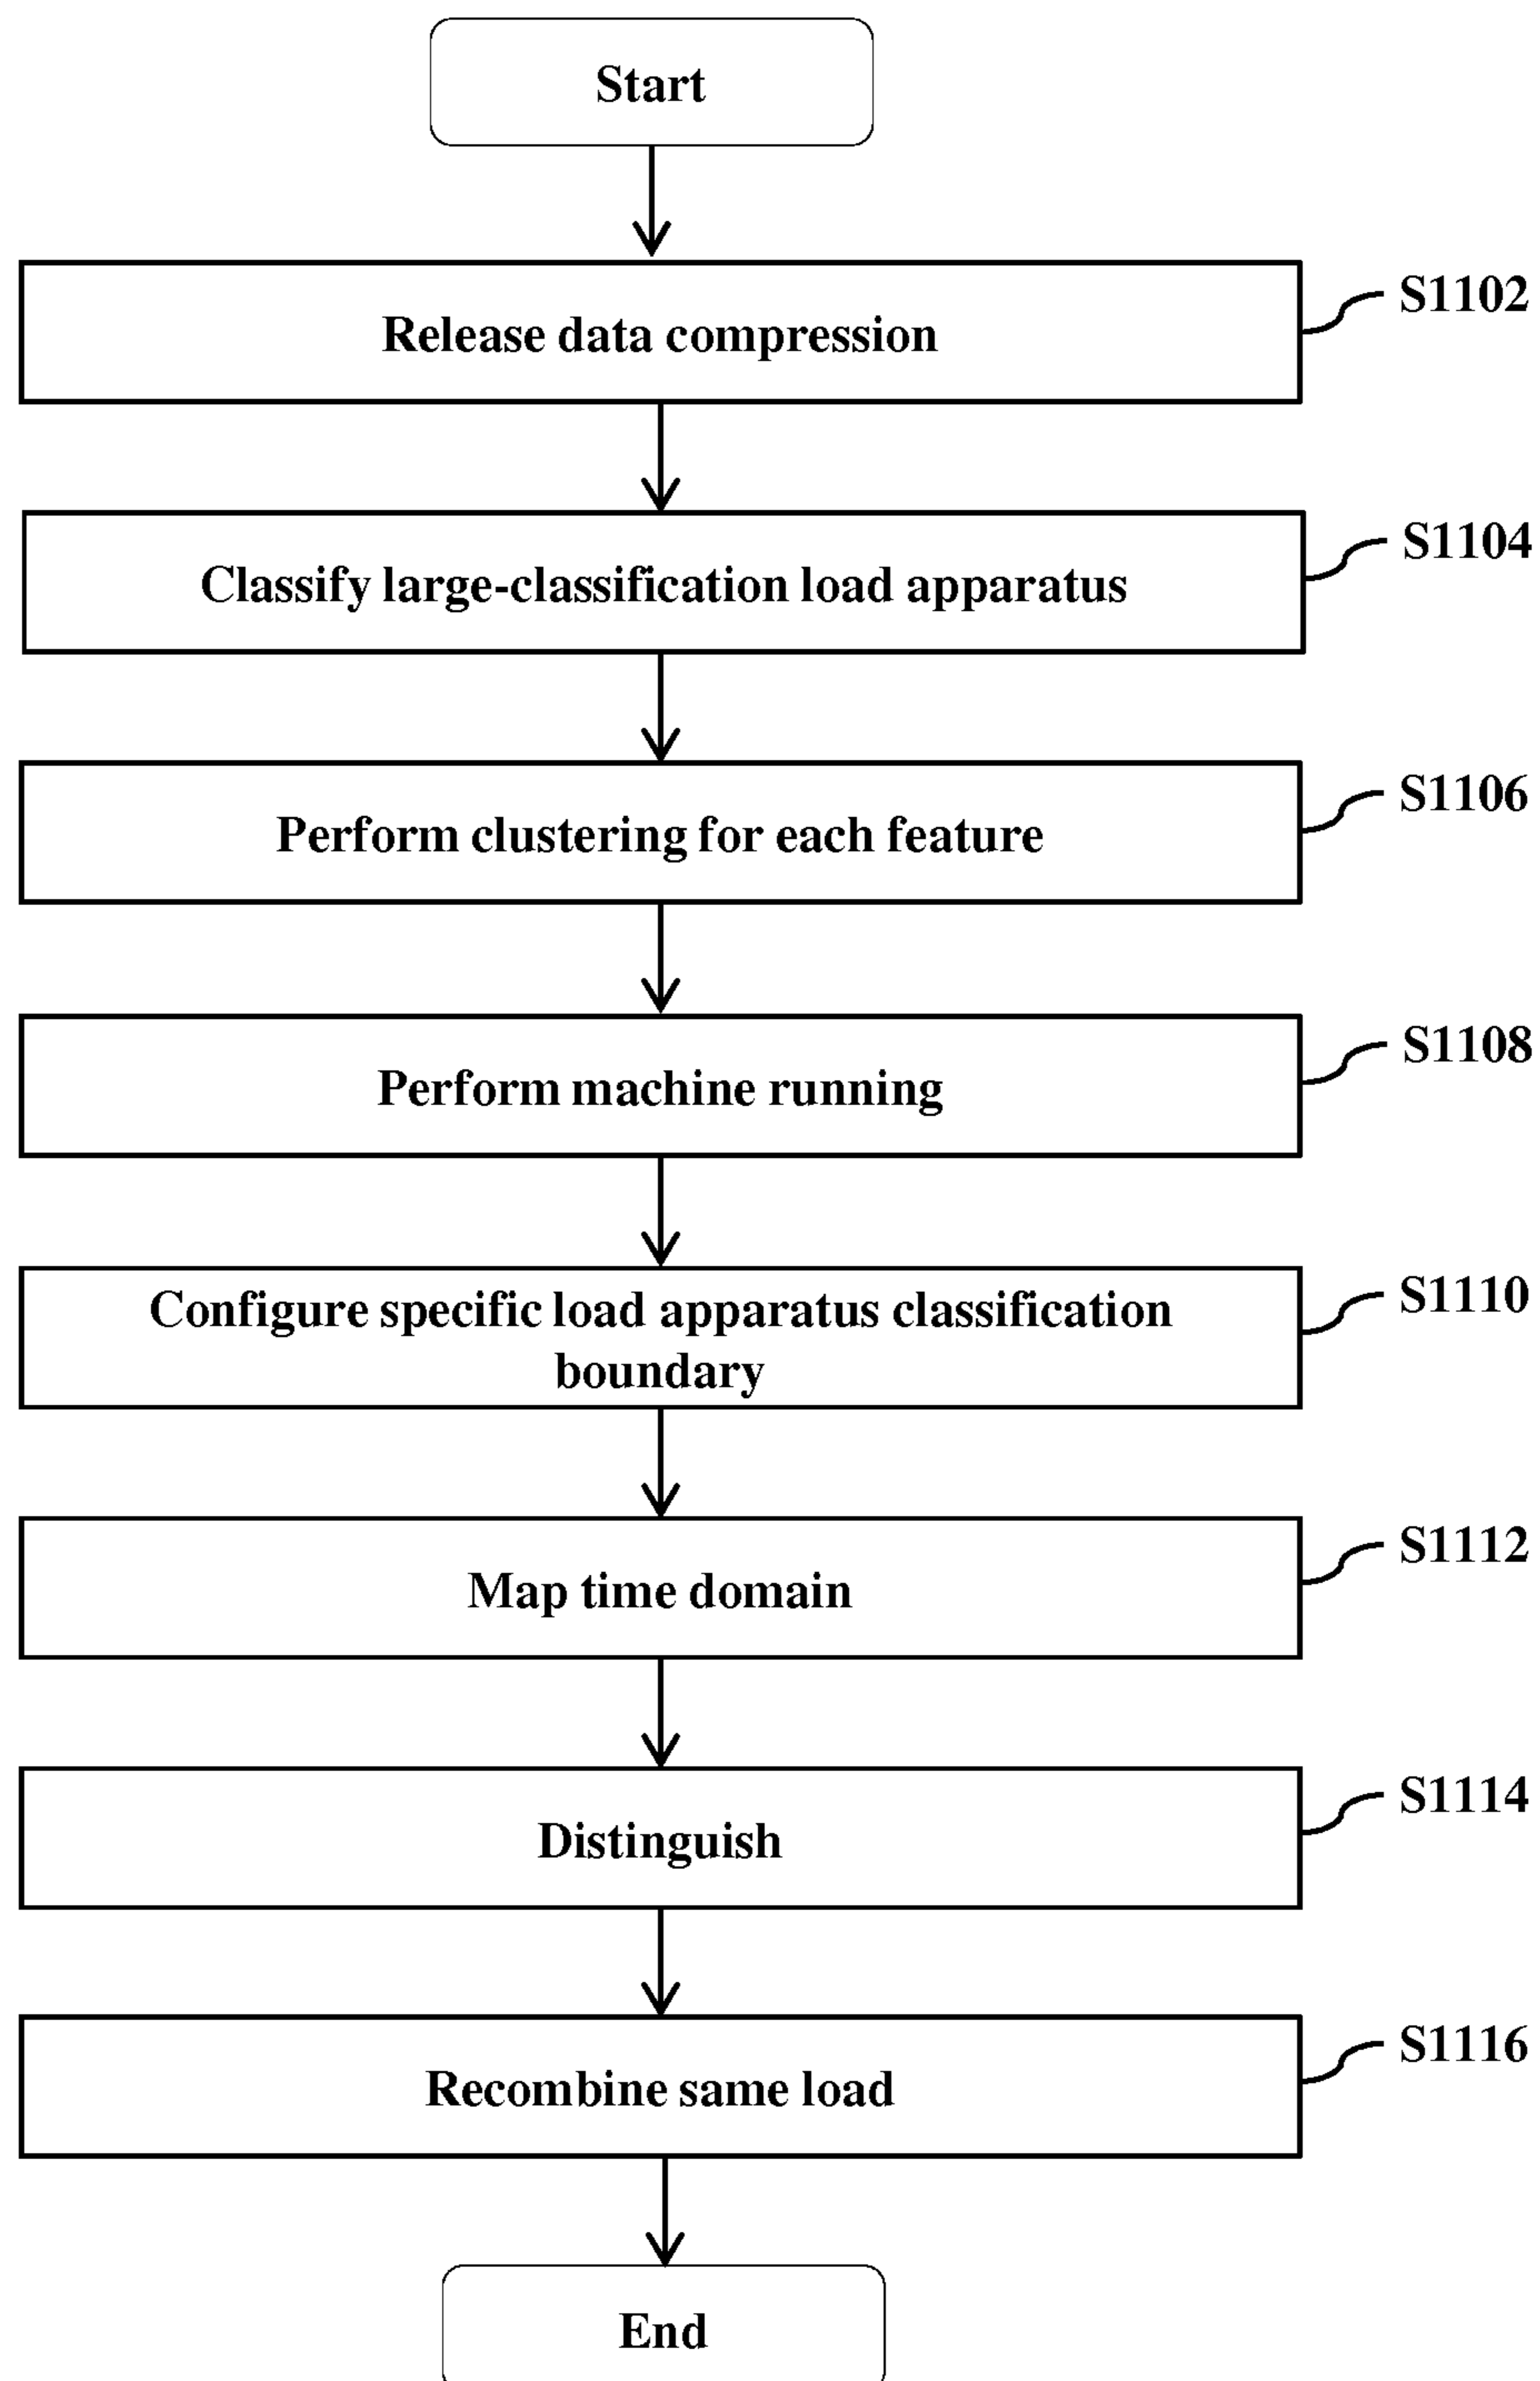 Start
Release data compression
S1102
Classify large-classification load apparatus
S1104
Perform clustering for each feature
S1106
Perform machine running
S1108
Configure specific load apparatus classification
boundary
S1110
Map time domain
S1112
Distinguish
S1114
Recombine same load
S1116
End